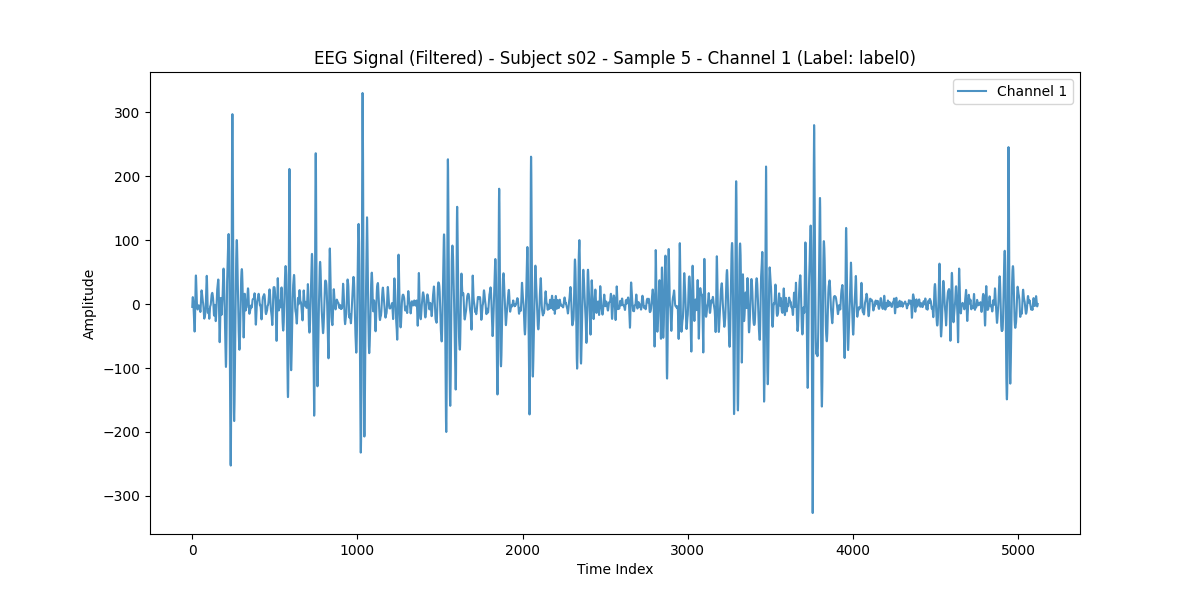 EEG Signal (Filtered) - Subject s02 - Sample 5 - Channel 1 (Label: label0)
Channel 1
300
200
100
0
−100
−200
−300
Amplitude
0 1000 2000 3000 4000 5000
Time Index